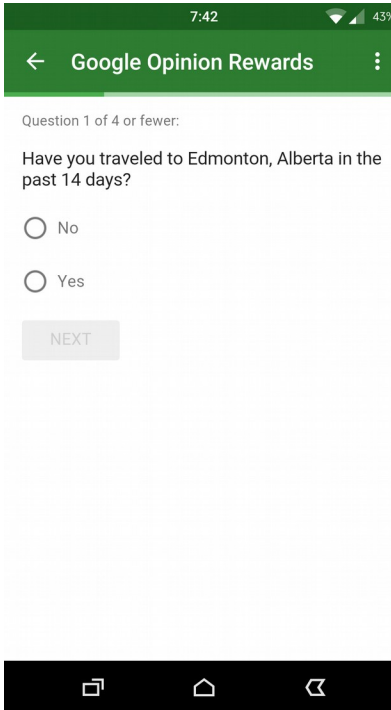 7:42
43%
Google Opinion Rewards
Question 1 of 4 or fewer:
Have you traveled to Edmonton, Alberta in the
past 14 days?
No
Yes
NEXT